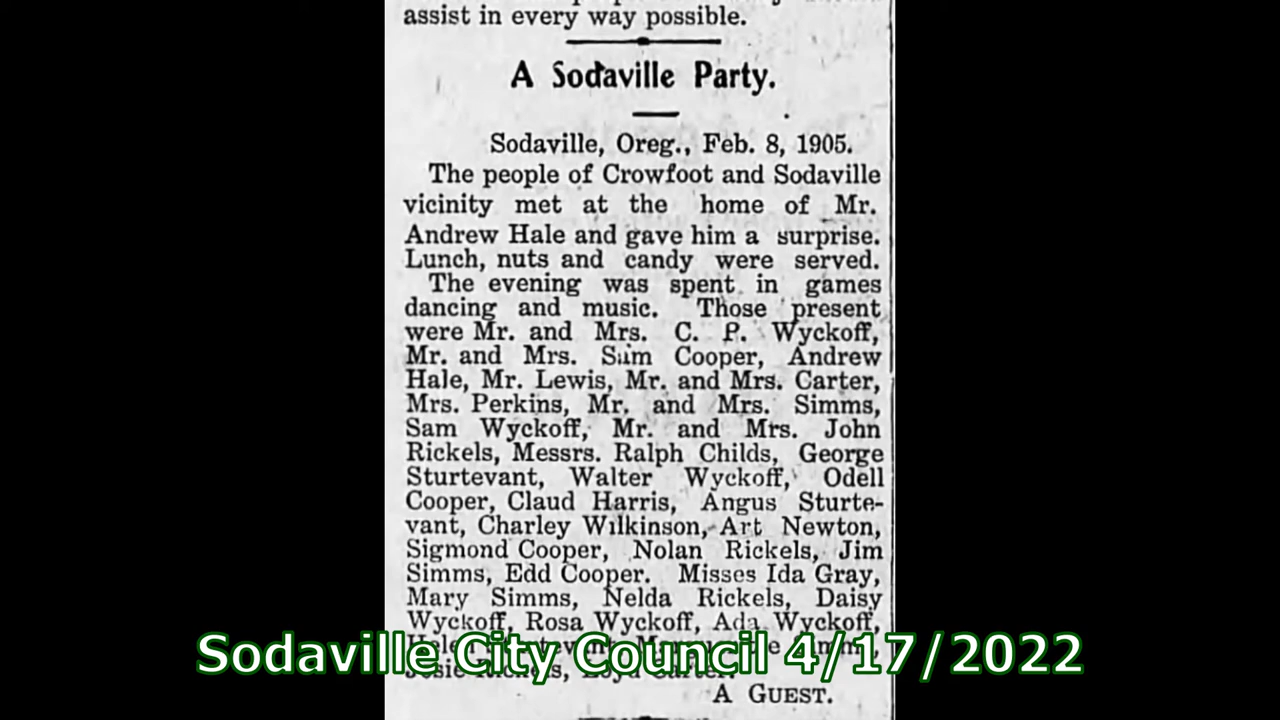 assist in every way possible.
A Sodaville Party.
Sodaville, Oreg., Feb. 8, 1905.
The people of Crowfoot and Sodaville
vicinity met at the home of Mr.
Andrew Hale and gave him a surprise.
Lunch, nuts and candy were served.
The evening was spent in games
dancing and music. Those present
were Mr. and Mrs. C. P. Wyckoff,
Mr. and Mrs. Sam Cooper, Andrew
Hale, Mr. Lewis, Mr. and Mrs. Carter,
Mrs. Perkins, Mr. and Mrs. Simms,
Sam Wyckoff, Mr. and Mrs. John
Rickels, Messrs. Ralph Childs, George
Sturtevant, Walter Wyckoff, Odell
Cooper, Claud Harris, Angus Sturte-
vant, Charley Wilkinson, Art Newton,
Sigmond Cooper, Nolan Rickels, Jim
Simms, Edd Cooper. Misses Ida Gray,
Mary Simms, Nelda Rickels, Daisy
Wyckoff, Rosa Wyckoff, Ada Wyckoff,
Sodaville City Council 4/17/2022
A GUEST.